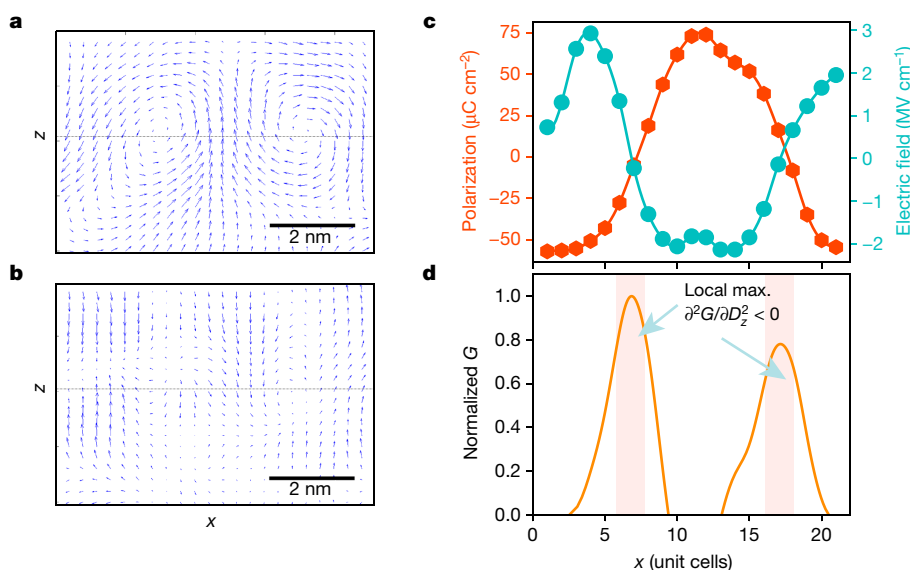 a
z
2 nm
b
z
2 nm
x
c
Polarization (μC cm−2)
75
50
25
0
−25
−50
3
2
1
0
−1
−2
Electric field (MV cm−1)
d
Normalized G
1.0
0.8
0.6
0.4
0.2
0.0
Local max.
∂²G/∂D_z² < 0
0 5 10 15 20
x (unit cells)